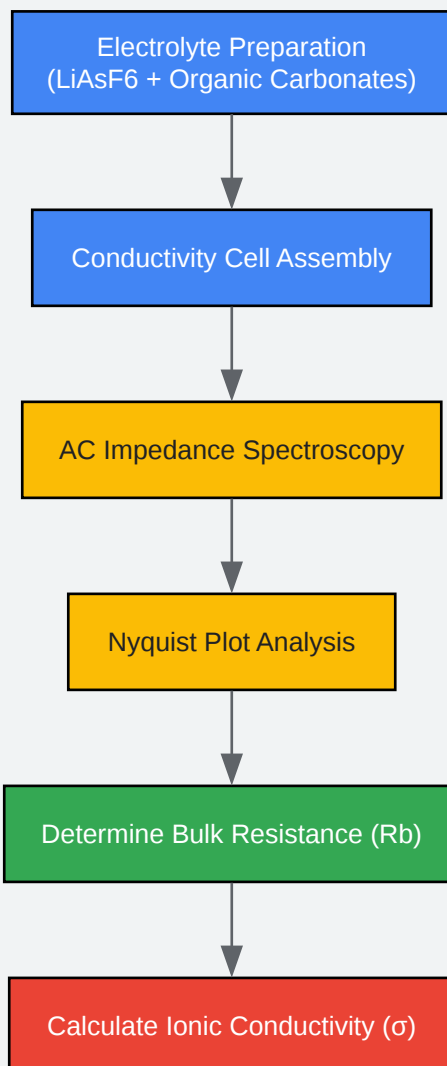 Electrolyte Preparation
(LiAsF6 + Organic Carbonates)
Conductivity Cell Assembly
AC Impedance Spectroscopy
Nyquist Plot Analysis
Determine Bulk Resistance (Rb)
Calculate Ionic Conductivity (σ)